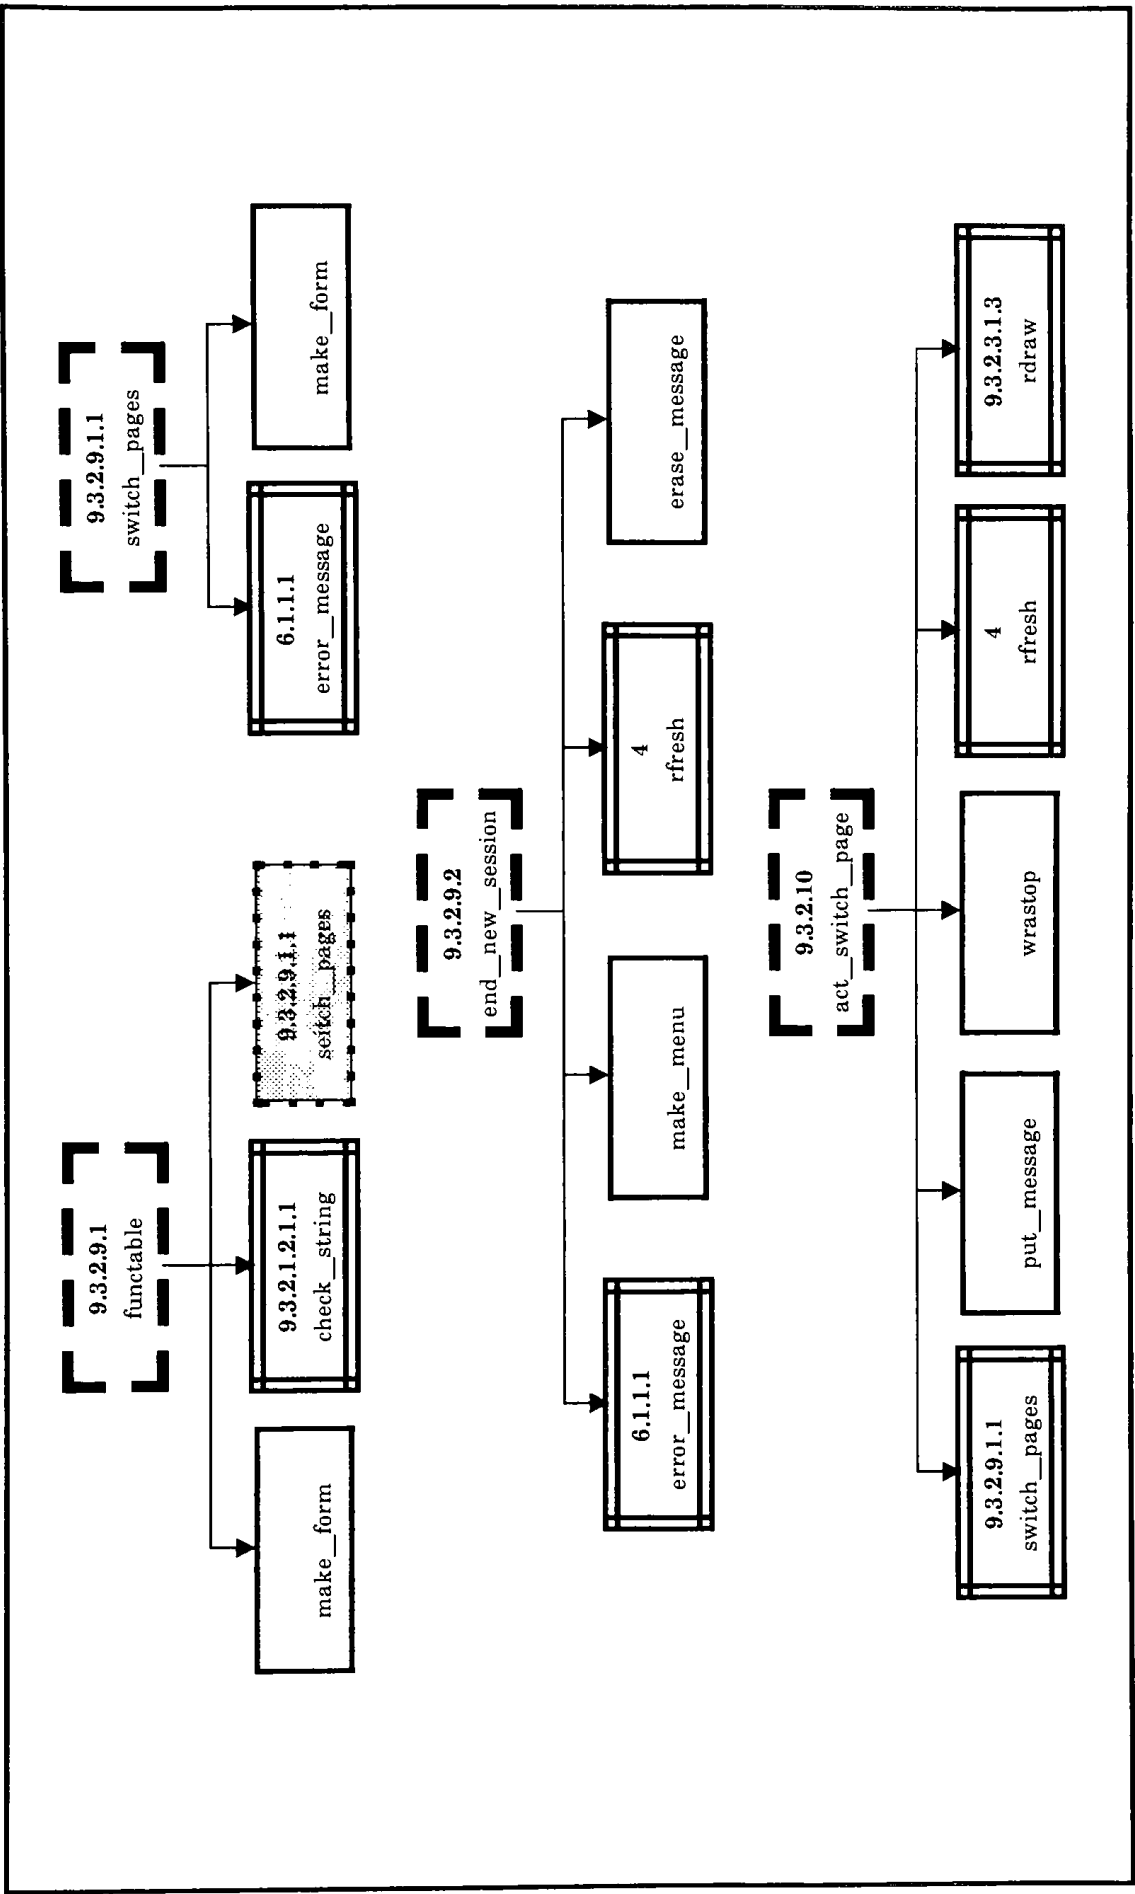 9.3.2.9.1
functable
make__form
9.3.2.1.2.1.1
check__string
9.3.2.9.1.1
seitch__pages
9.3.2.9.1.1
switch__pages
6.1.1.1
error__message
make__form
9.3.2.9.2
end__new__session
6.1.1.1
error__message
make__menu
4
rfresh
erase__message
9.3.2.10
act__switch__page
9.3.2.9.1.1
switch__pages
put__message
wrastop
4
rfresh
9.3.2.3.1.3
rdraw